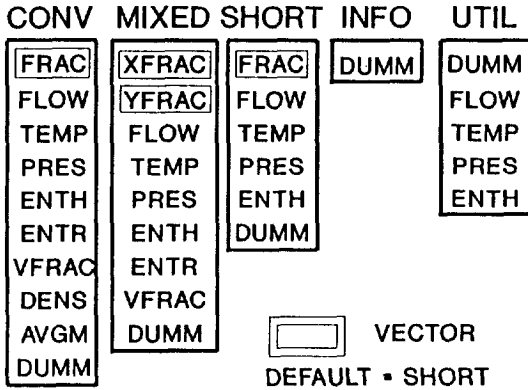 CONV MIXED SHORT INFO UTIL
FRAC XFRAC FRAC DUMM DUMM
FLOW YFRAC FLOW FLOW
TEMP FLOW TEMP TEMP
PRES TEMP PRES PRES
ENTH PRES ENTH ENTH
ENTR ENTH DUMM
VFRAC ENTR
DENS VFRAC
AVGM DUMM
DUMM
VECTOR
DEFAULT = SHORT